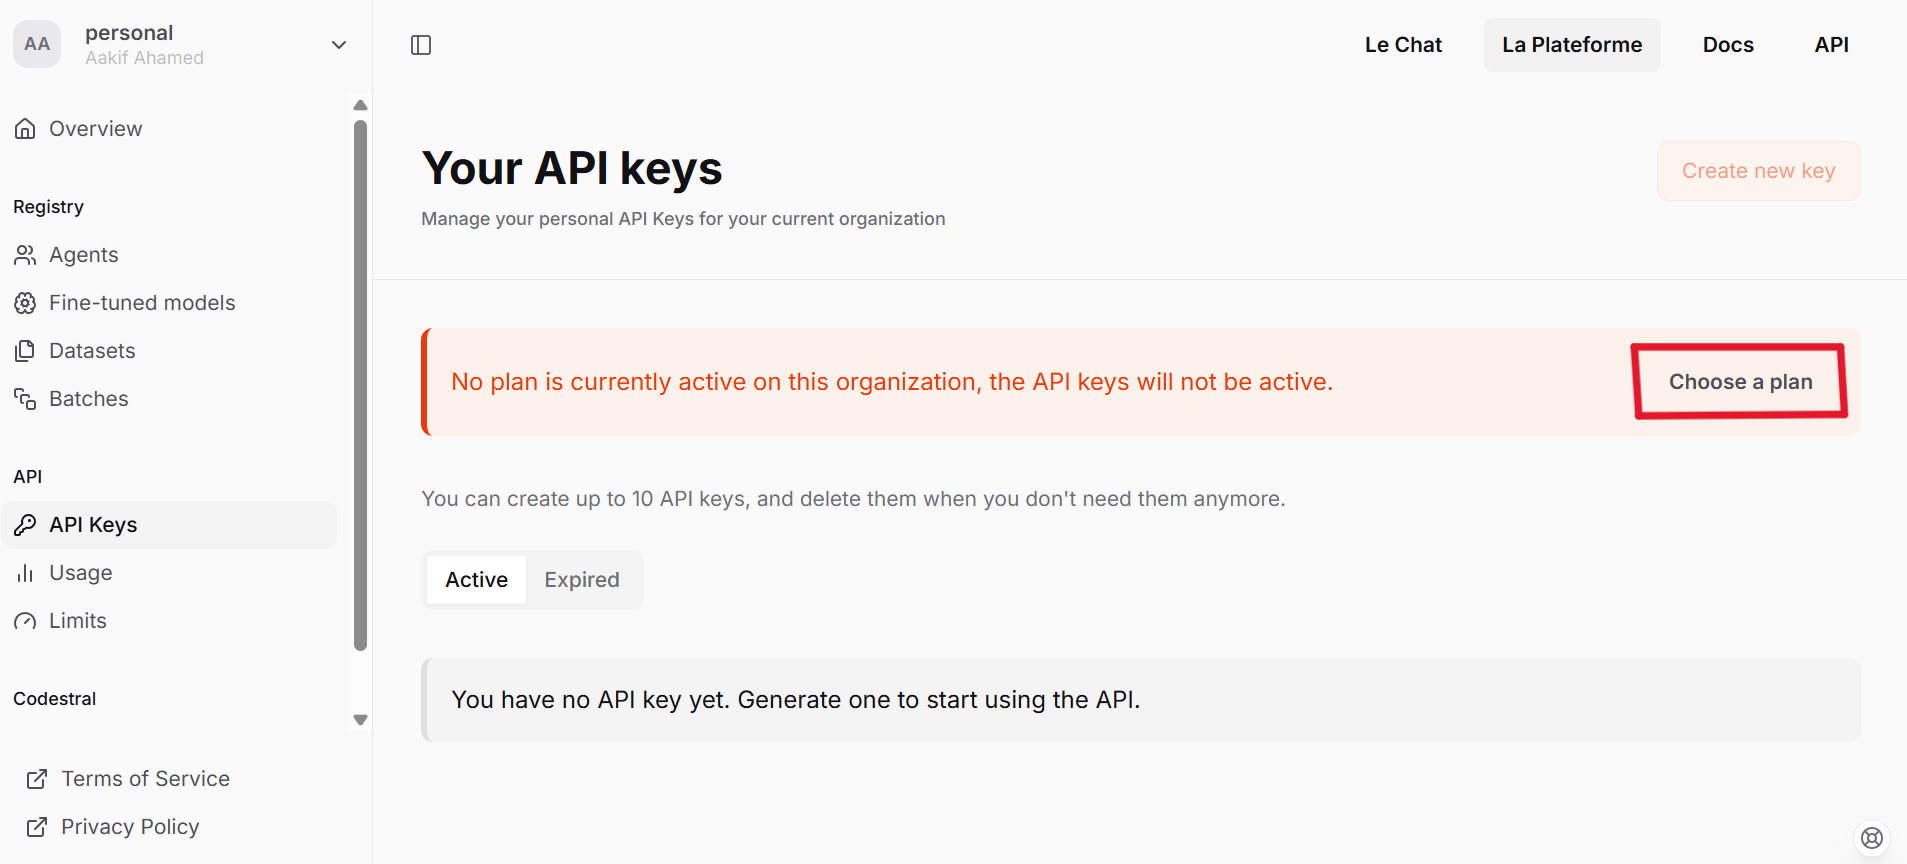 AA
personal
Aakif Ahamed
Overview
Registry
Agents
Fine-tuned models
Datasets
Batches
API
API Keys
Usage
Limits
Codestral
Terms of Service
Privacy Policy
Le Chat
La Plateforme
Docs
API
Your API keys
Manage your personal API Keys for your current organization
Create new key
No plan is currently active on this organization, the API keys will not be active.
Choose a plan
You can create up to 10 API keys, and delete them when you don't need them anymore.
Active
Expired
You have no API key yet. Generate one to start using the API.